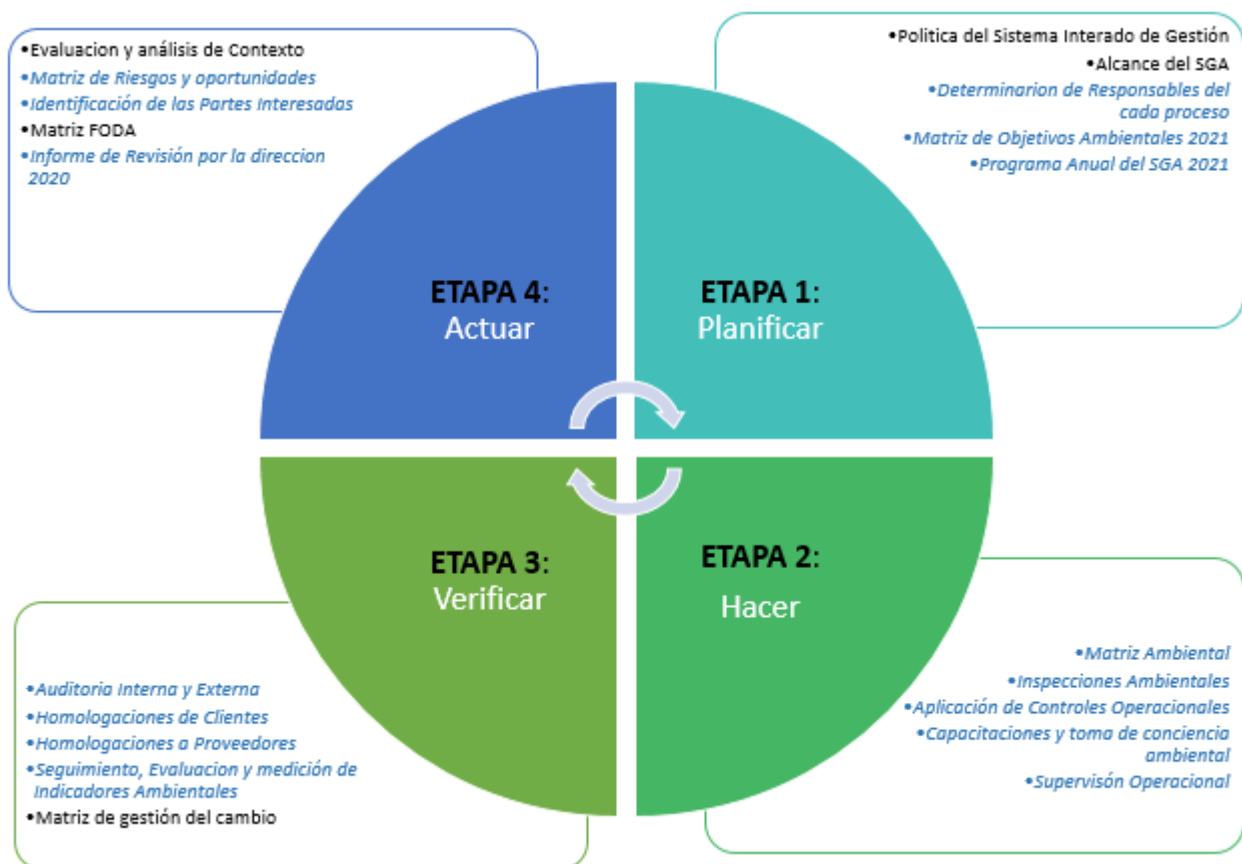 •Evaluacion y análisis de Contexto
•Matriz de Riesgos y oportunidades
•Identificación de las Partes Interesadas
•Matriz FODA
•Informe de Revisión por la direccion
2020
•Politica del Sistema Interado de Gestión
•Alcance del SGA
•Determinarion de Responsables del
cada proceso
•Matriz de Objetivos Ambientales 2021
•Programa Anual del SGA 2021
ETAPA 4:
Actuar
ETAPA 1:
Planificar
ETAPA 3:
Verificar
ETAPA 2:
Hacer
•Auditoria Interna y Externa
•Homologaciones de Clientes
•Homologaciones a Proveedores
•Seguimiento, Evaluacion y medición de
Indicadores Ambientales
•Matriz de gestión del cambio
•Matriz Ambiental
•Inspecciones Ambientales
•Aplicación de Controles Operacionales
•Capacitaciones y toma de conciencia
ambiental
•Supervisón Operacional